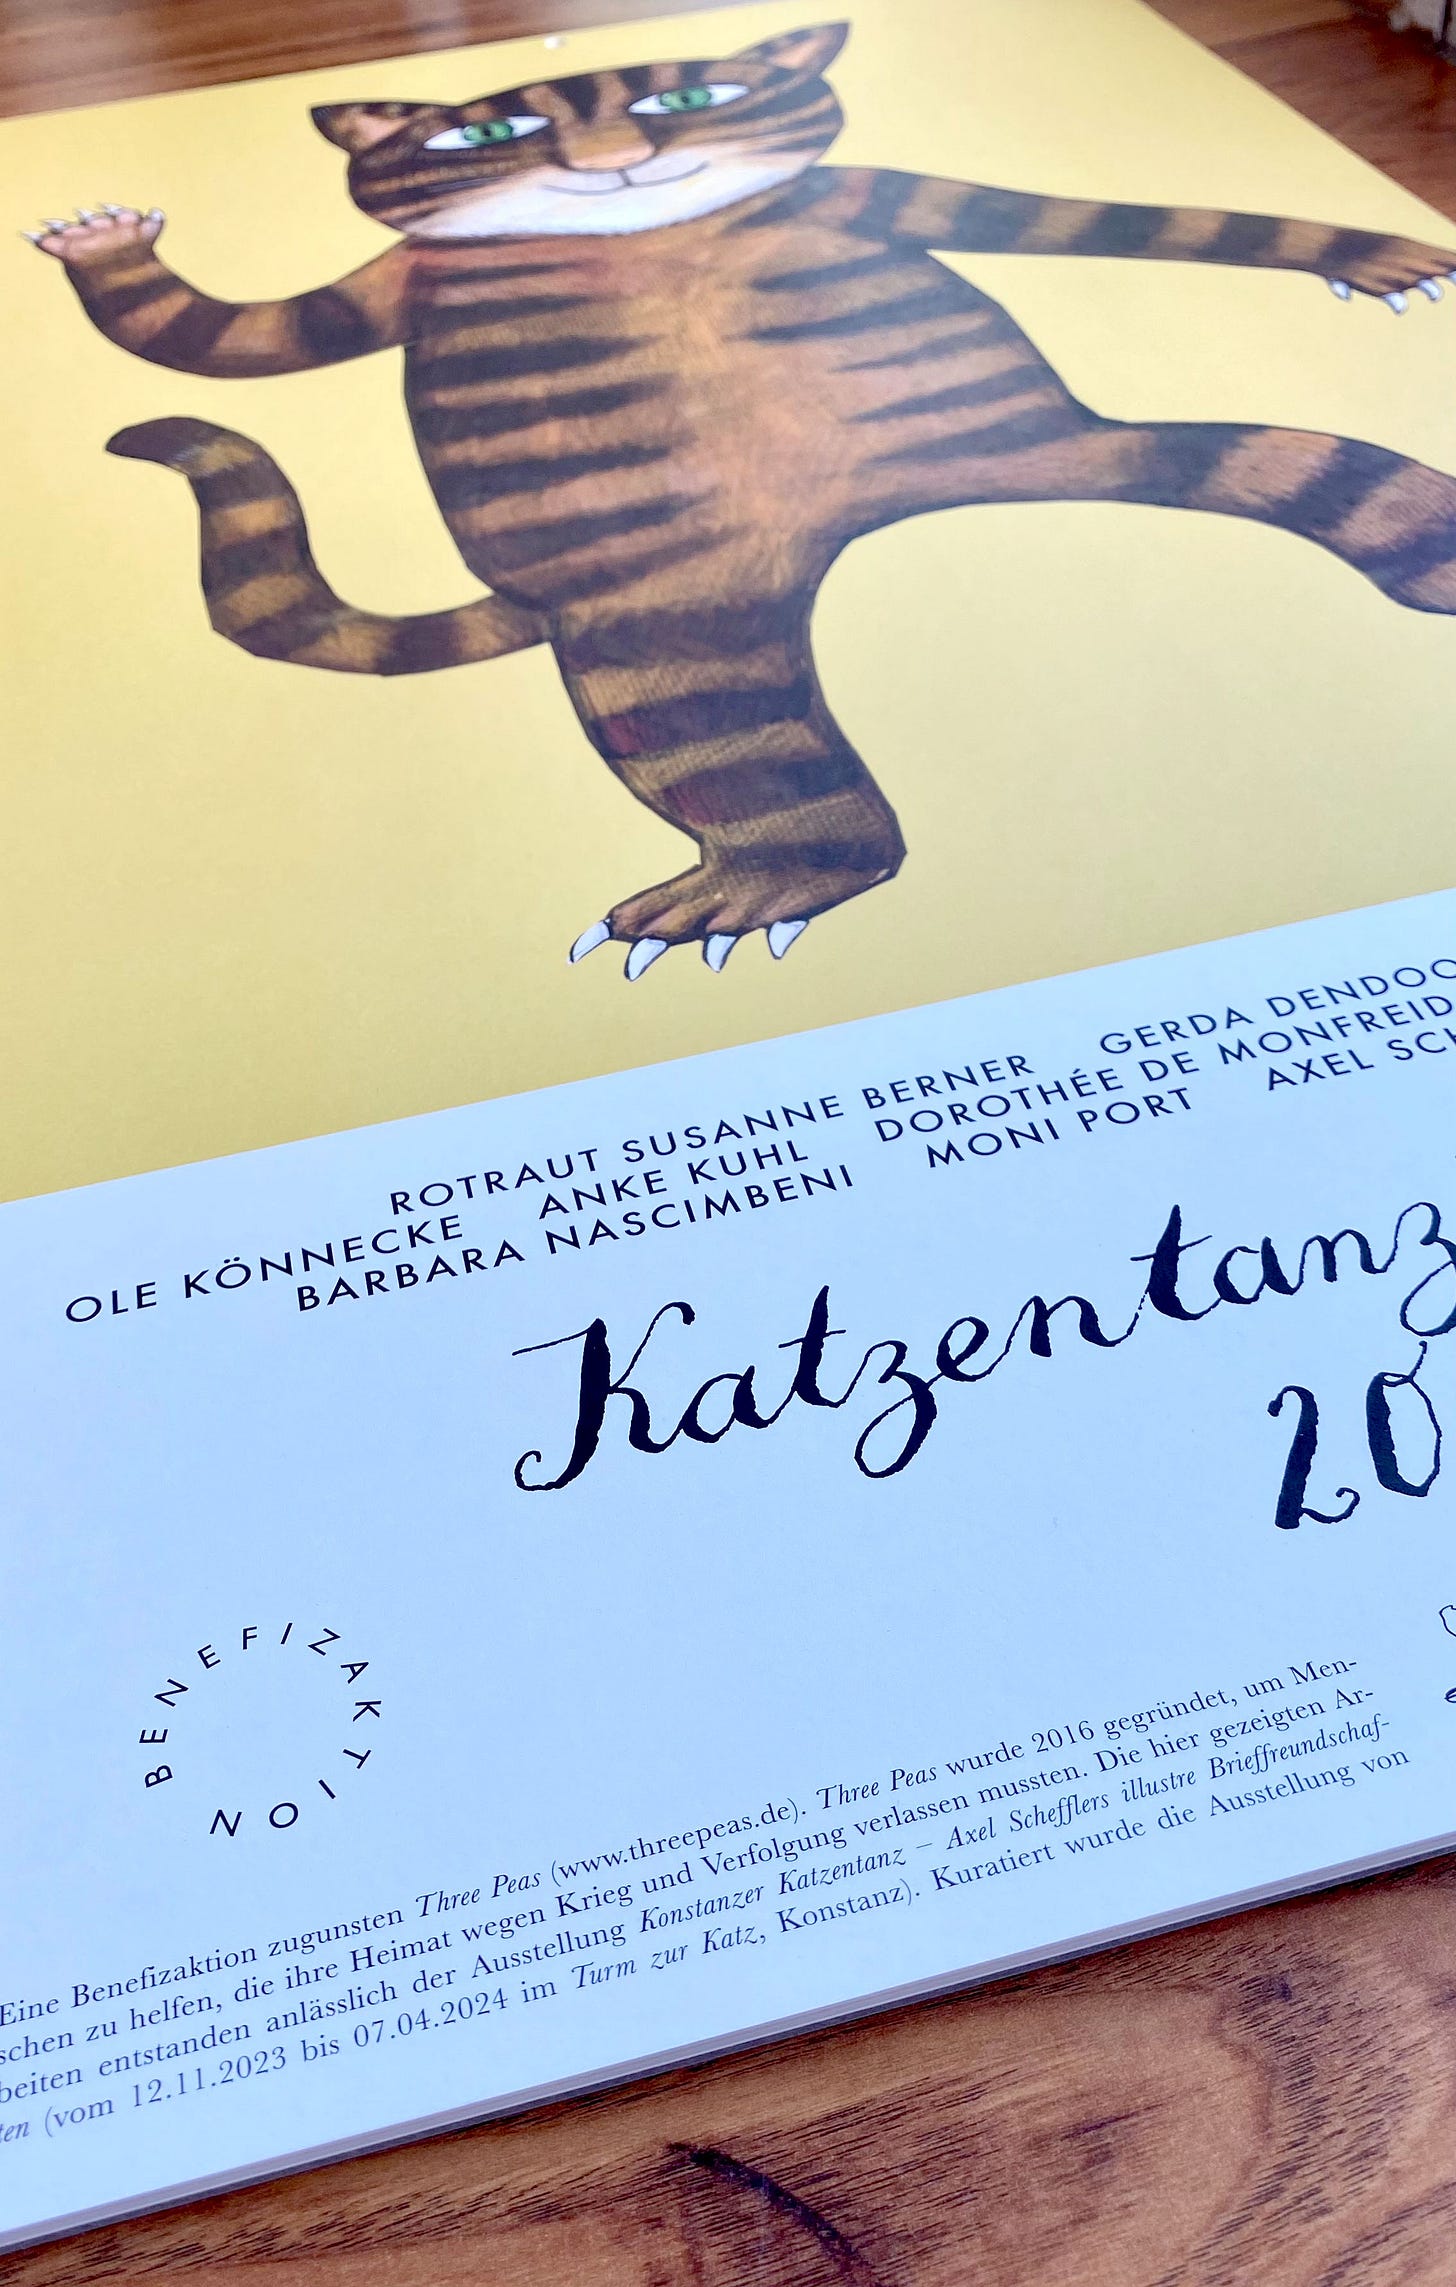 ROTRAUT SUSANNE BERNER GERDA DENDOO
OLE KÖNNECKE ANKE KUHL DOROTHÉE DE MONFREID
BARBARA NASCIMBENI MONI PORT AXEL SCH
Katzentanz
20
BENEFIZAKTION
Eine Benefizaktion zugunsten Three Peas (www.threepeas.de). Three Peas wurde 2016 gegründet, um Men-
schen zu helfen, die ihre Heimat wegen Krieg und Verfolgung verlassen mussten. Die hier gezeigten Ar-
beiten entstanden anlässlich der Ausstellung Konstanzer Katzentanz – Axel Schefflers illustre Brieffreundschaf-
ten (vom 12.11.2023 bis 07.04.2024 im Turm zur Katz, Konstanz). Kuratiert wurde die Ausstellung von